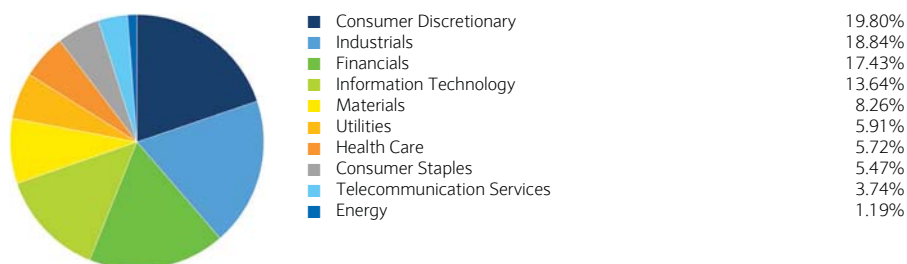 Consumer Discretionary 19.80%
Industrials 18.84%
Financials 17.43%
Information Technology 13.64%
Materials 8.26%
Utilities 5.91%
Health Care 5.72%
Consumer Staples 5.47%
Telecommunication Services 3.74%
Energy 1.19%